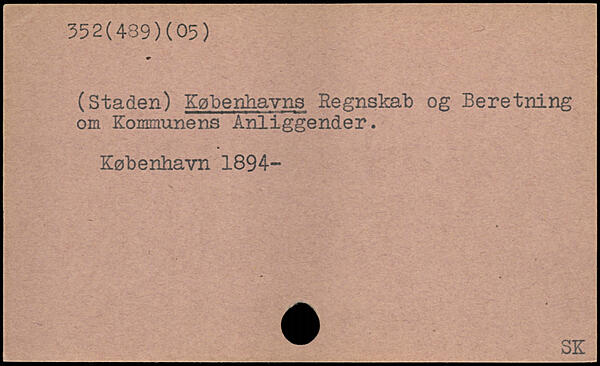 352(489)(05)
(Staden) Københavns Regnskab og Beretning
om Kommunens Anliggender.
København 1894-
SK